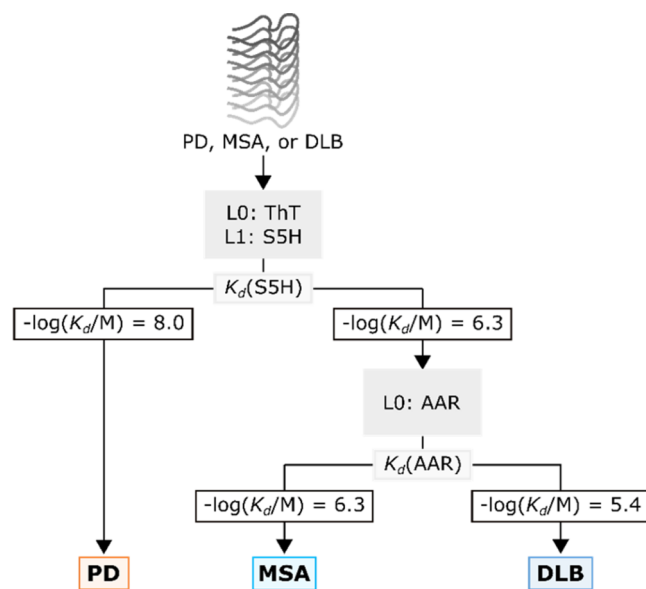 PD, MSA, or DLB
L0: ThT
L1: S5H
Kd(S5H)
-log(Kd/M) = 8.0
-log(Kd/M) = 6.3
L0: AAR
Kd(AAR)
-log(Kd/M) = 6.3
-log(Kd/M) = 5.4
PD
MSA
DLB